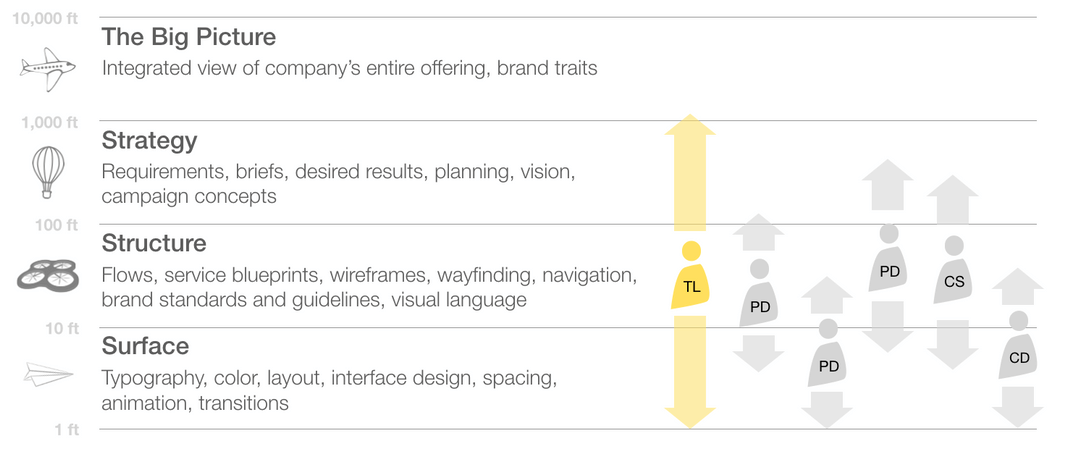 10,000 ft
The Big Picture
Integrated view of company’s entire offering, brand traits
1,000 ft
Strategy
Requirements, briefs, desired results, planning, vision,
campaign concepts
100 ft
Structure
Flows, service blueprints, wireframes, wayfinding, navigation,
brand standards and guidelines, visual language
TL
PD
PD
PD
CS
CD
10 ft
Surface
Typography, color, layout, interface design, spacing,
animation, transitions
1 ft